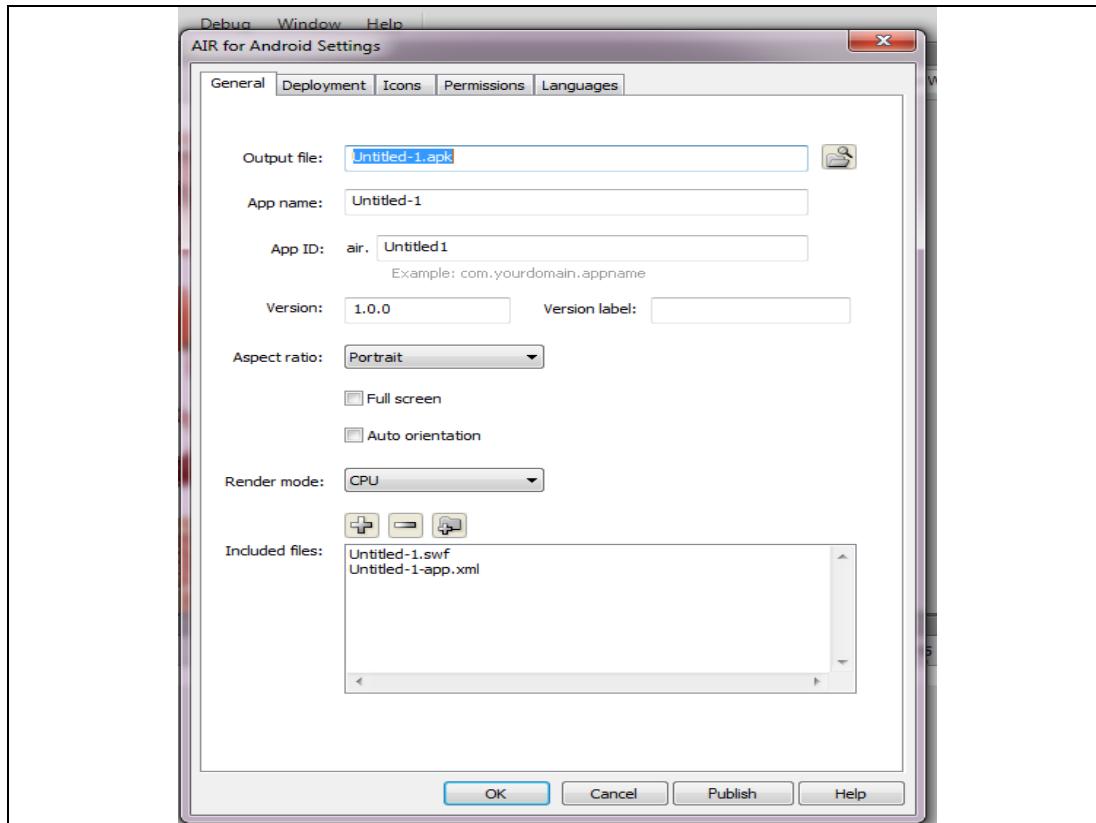 Debug Window Help
AIR for Android Settings
General Deployment Icons Permissions Languages
Output file: Untitled-1.apk
App name: Untitled-1
App ID: air. Untitled1
Example: com.yourdomain.appname
Version: 1.0.0 Version label:
Aspect ratio: Portrait
Full screen
Auto orientation
Render mode: CPU
Included files:
Untitled-1.swf
Untitled-1-app.xml
OK Cancel Publish Help